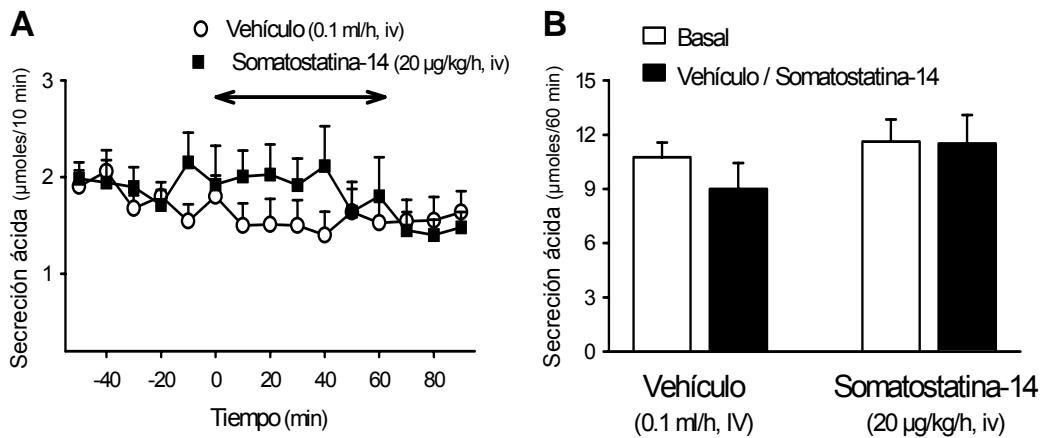 A
Vehículo (0.1 ml/h, iv)
Somatostatina-14 (20 µg/kg/h, iv)
Secreción ácida (µmoles/10 min)
3
2
1
-40 -20 0 20 40 60 80
Tiempo (min)
B
Basal
Vehículo / Somatostatina-14
Secreción ácida (µmoles/60 min)
15
12
9
6
3
0
Vehículo Somatostatina-14
(0.1 ml/h, IV) (20 µg/kg/h, iv)